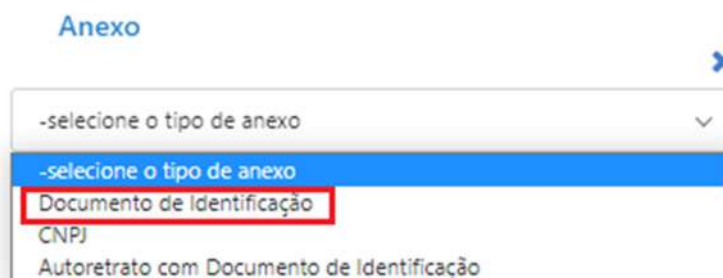 Anexo
-selecione o tipo de anexo
-selecione o tipo de anexo
Documento de Identificação
CNPJ
Autoretrato com Documento de Identificação